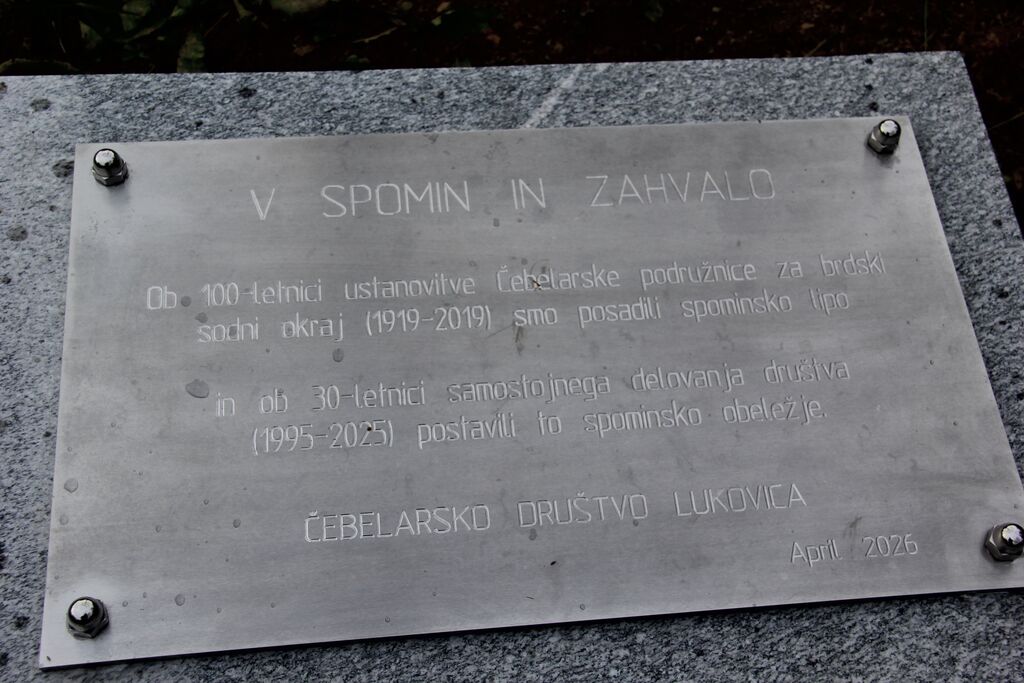 V SPOMIN IN ZAHVALO
Ob 100-letnici ustanovitve Čebelarske podružnice za brdski
sodni okraj (1919-2019) smo posadili spominsko lipo
in ob 30-letnici samostojnega delovanja društva
(1995-2025) postavili to spominsko obeležje.
ČEBELARSKO DRUŠTVO LUKOVICA
April 2026